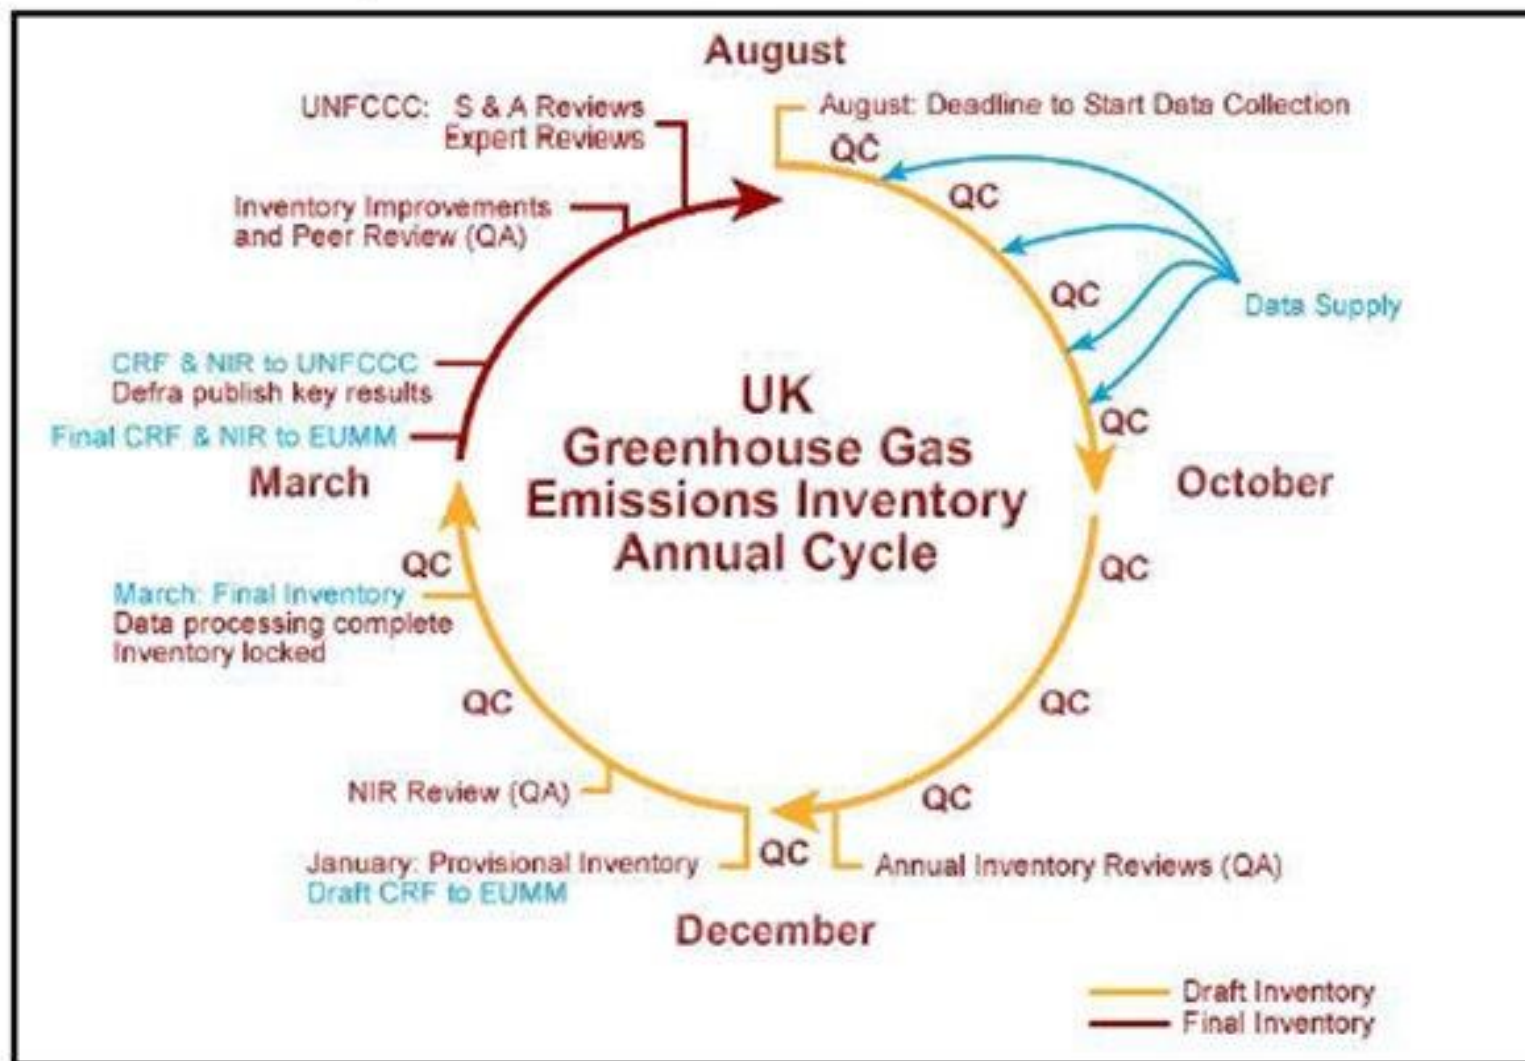 August
UNFCCC: S & A Reviews
Expert Reviews
August: Deadline to Start Data Collection
QC
QC
Inventory Improvements
and Peer Review (QA)
QC
Data Supply
CRF & NIR to UNFCCC
Defra publish key results
Final CRF & NIR to EUMM
QC
March
UK
Greenhouse Gas
Emissions Inventory
Annual Cycle
October
QC
QC
March: Final Inventory
Data processing complete
Inventory locked
QC
QC
NIR Review (QA)
QC
January: Provisional Inventory
Draft CRF to EUMM
QC
Annual Inventory Reviews (QA)
December
Draft Inventory
Final Inventory